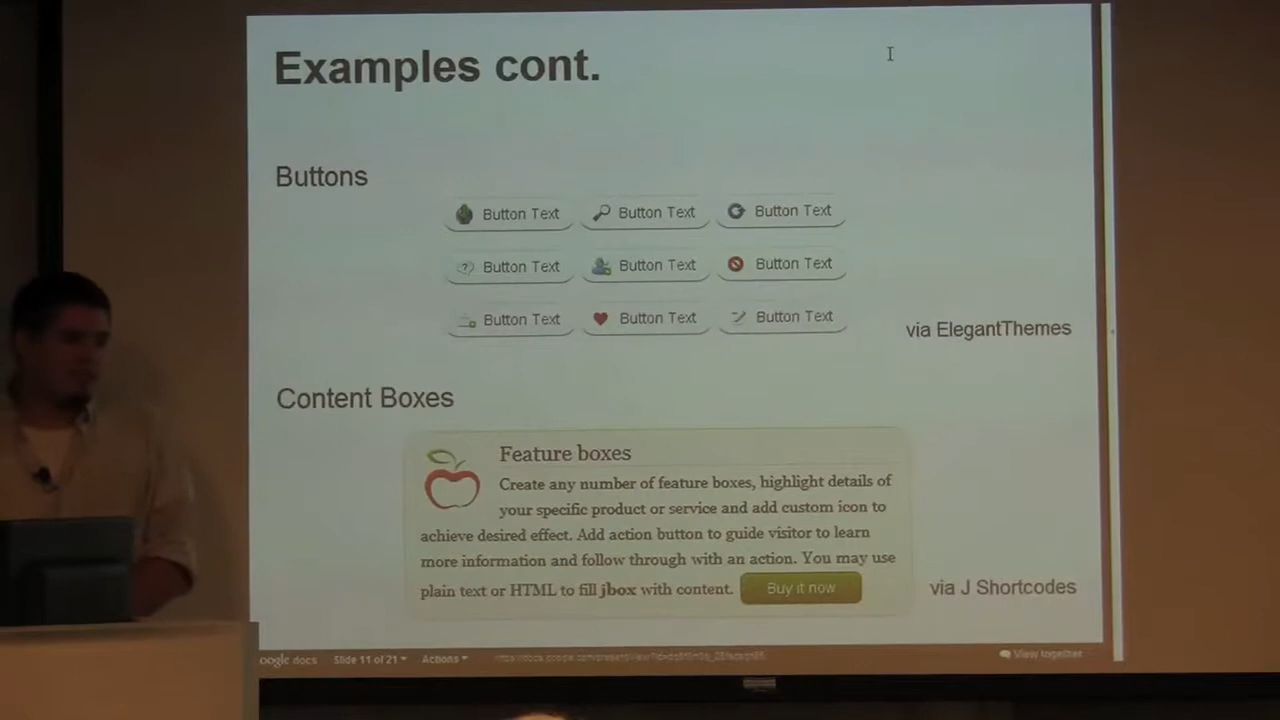 Examples cont.
Buttons
Button Text Button Text Button Text
Button Text Button Text Button Text
Button Text Button Text Button Text
via ElegantThemes
Content Boxes
Feature boxes
Create any number of feature boxes, highlight details of
your specific product or service and add custom icon to
achieve desired effect. Add action button to guide visitor to learn
more information and follow through with an action. You may use
plain text or HTML to fill jbox with content. Buy it now
via J Shortcodes
oogle docs Slide 11 of 21 Actions View together